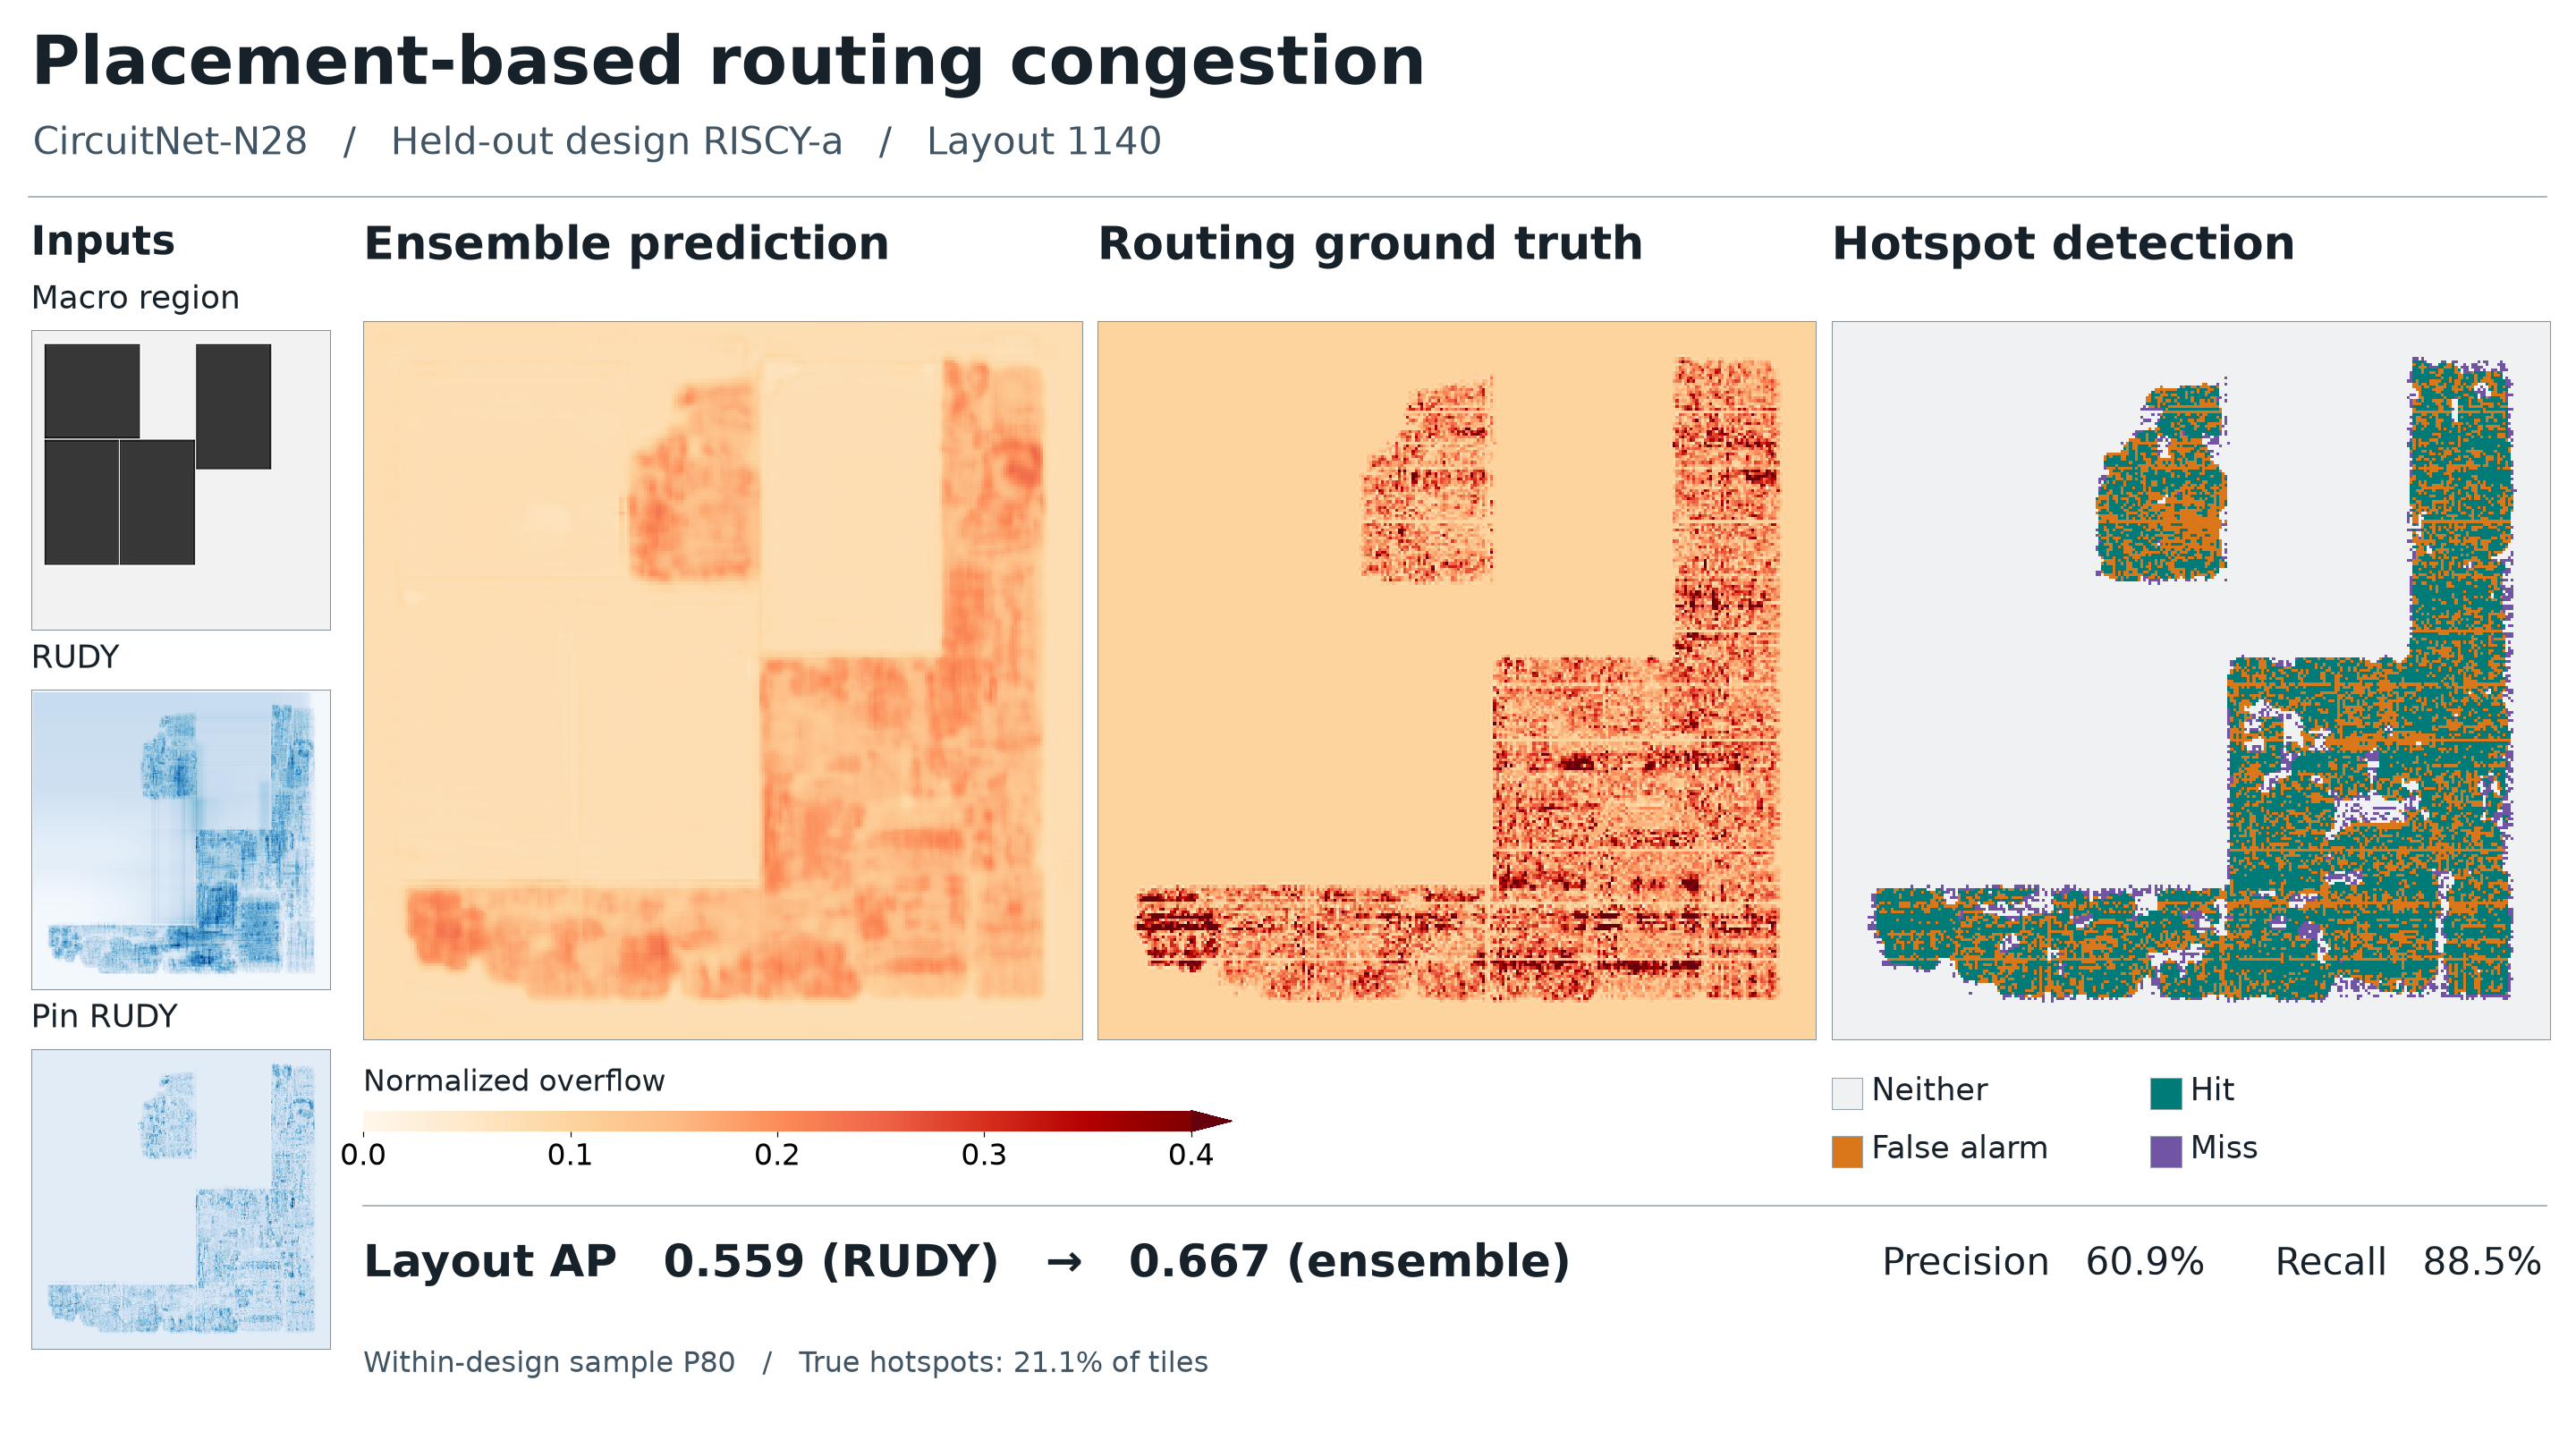 Placement-based routing congestion
CircuitNet-N28 / Held-out design RISCY-a / Layout 1140
Inputs
Macro region
RUDY
Pin RUDY
Ensemble prediction
Routing ground truth
Hotspot detection
Normalized overflow
0.0 0.1 0.2 0.3 0.4
Neither Hit
False alarm Miss
Layout AP 0.559 (RUDY) → 0.667 (ensemble) Precision 60.9% Recall 88.5%
Within-design sample P80 / True hotspots: 21.1% of tiles